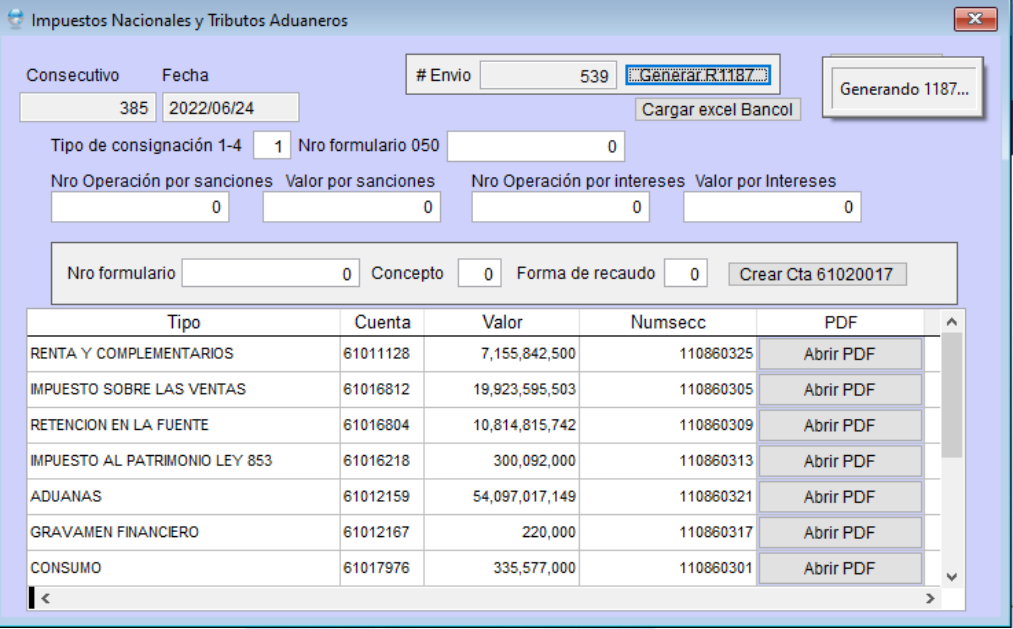 Impuestos Nacionales y Tributos Aduaneros
Consecutivo Fecha # Envio 539 Generar R1187 Generando 1187...
385 2022/06/24 Cargar excel Bancol
Tipo de consignación 1-4 1 Nro formulario 050 0
Nro Operación por sanciones Valor por sanciones Nro Operación por intereses Valor por Intereses
0 0 0 0
Nro formulario 0 Concepto 0 Forma de recaudo 0 Crear Cta 61020017
Tipo Cuenta Valor Numsecc PDF
RENTA Y COMPLEMENTARIOS 61011128 7,155,842,500 110860325 Abrir PDF
IMPUESTO SOBRE LAS VENTAS 61016812 19,923,595,503 110860305 Abrir PDF
RETENCION EN LA FUENTE 61016804 10,814,815,742 110860309 Abrir PDF
IMPUESTO AL PATRIMONIO LEY 853 61016218 300,092,000 110860313 Abrir PDF
ADUANAS 61012159 54,097,017,149 110860321 Abrir PDF
GRAVAMEN FINANCIERO 61012167 220,000 110860317 Abrir PDF
CONSUMO 61017976 335,577,000 110860301 Abrir PDF